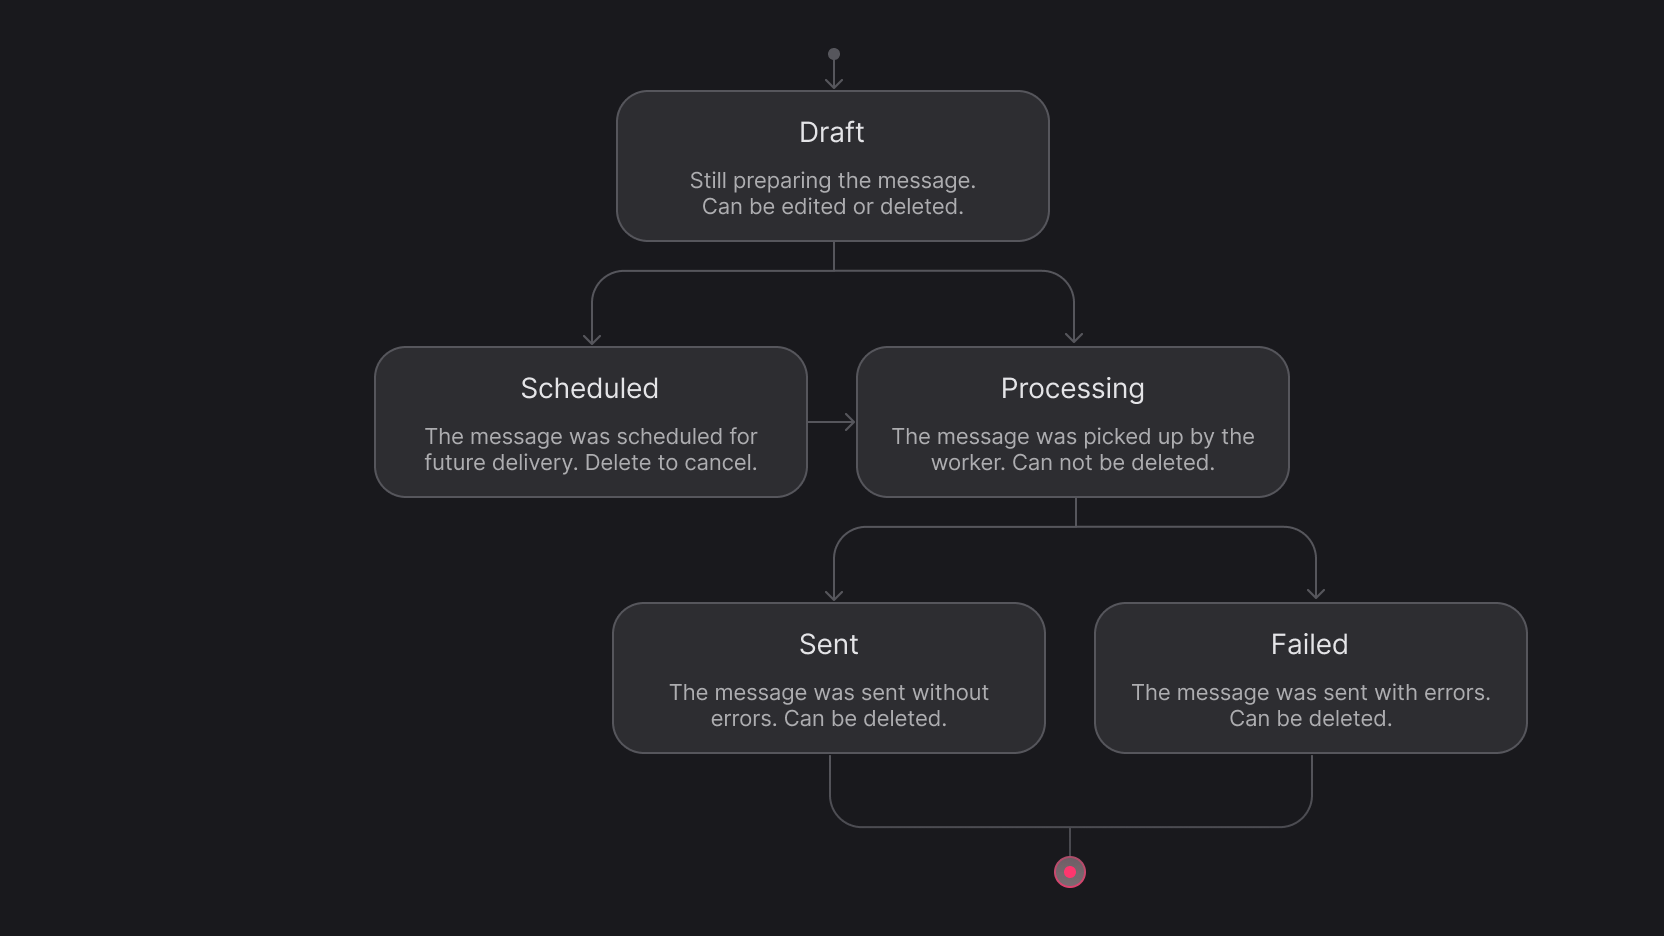 Draft
Still preparing the message.
Can be edited or deleted.
Scheduled
The message was scheduled for
future delivery. Delete to cancel.
Processing
The message was picked up by the
worker. Can not be deleted.
Sent
The message was sent without
errors. Can be deleted.
Failed
The message was sent with errors.
Can be deleted.